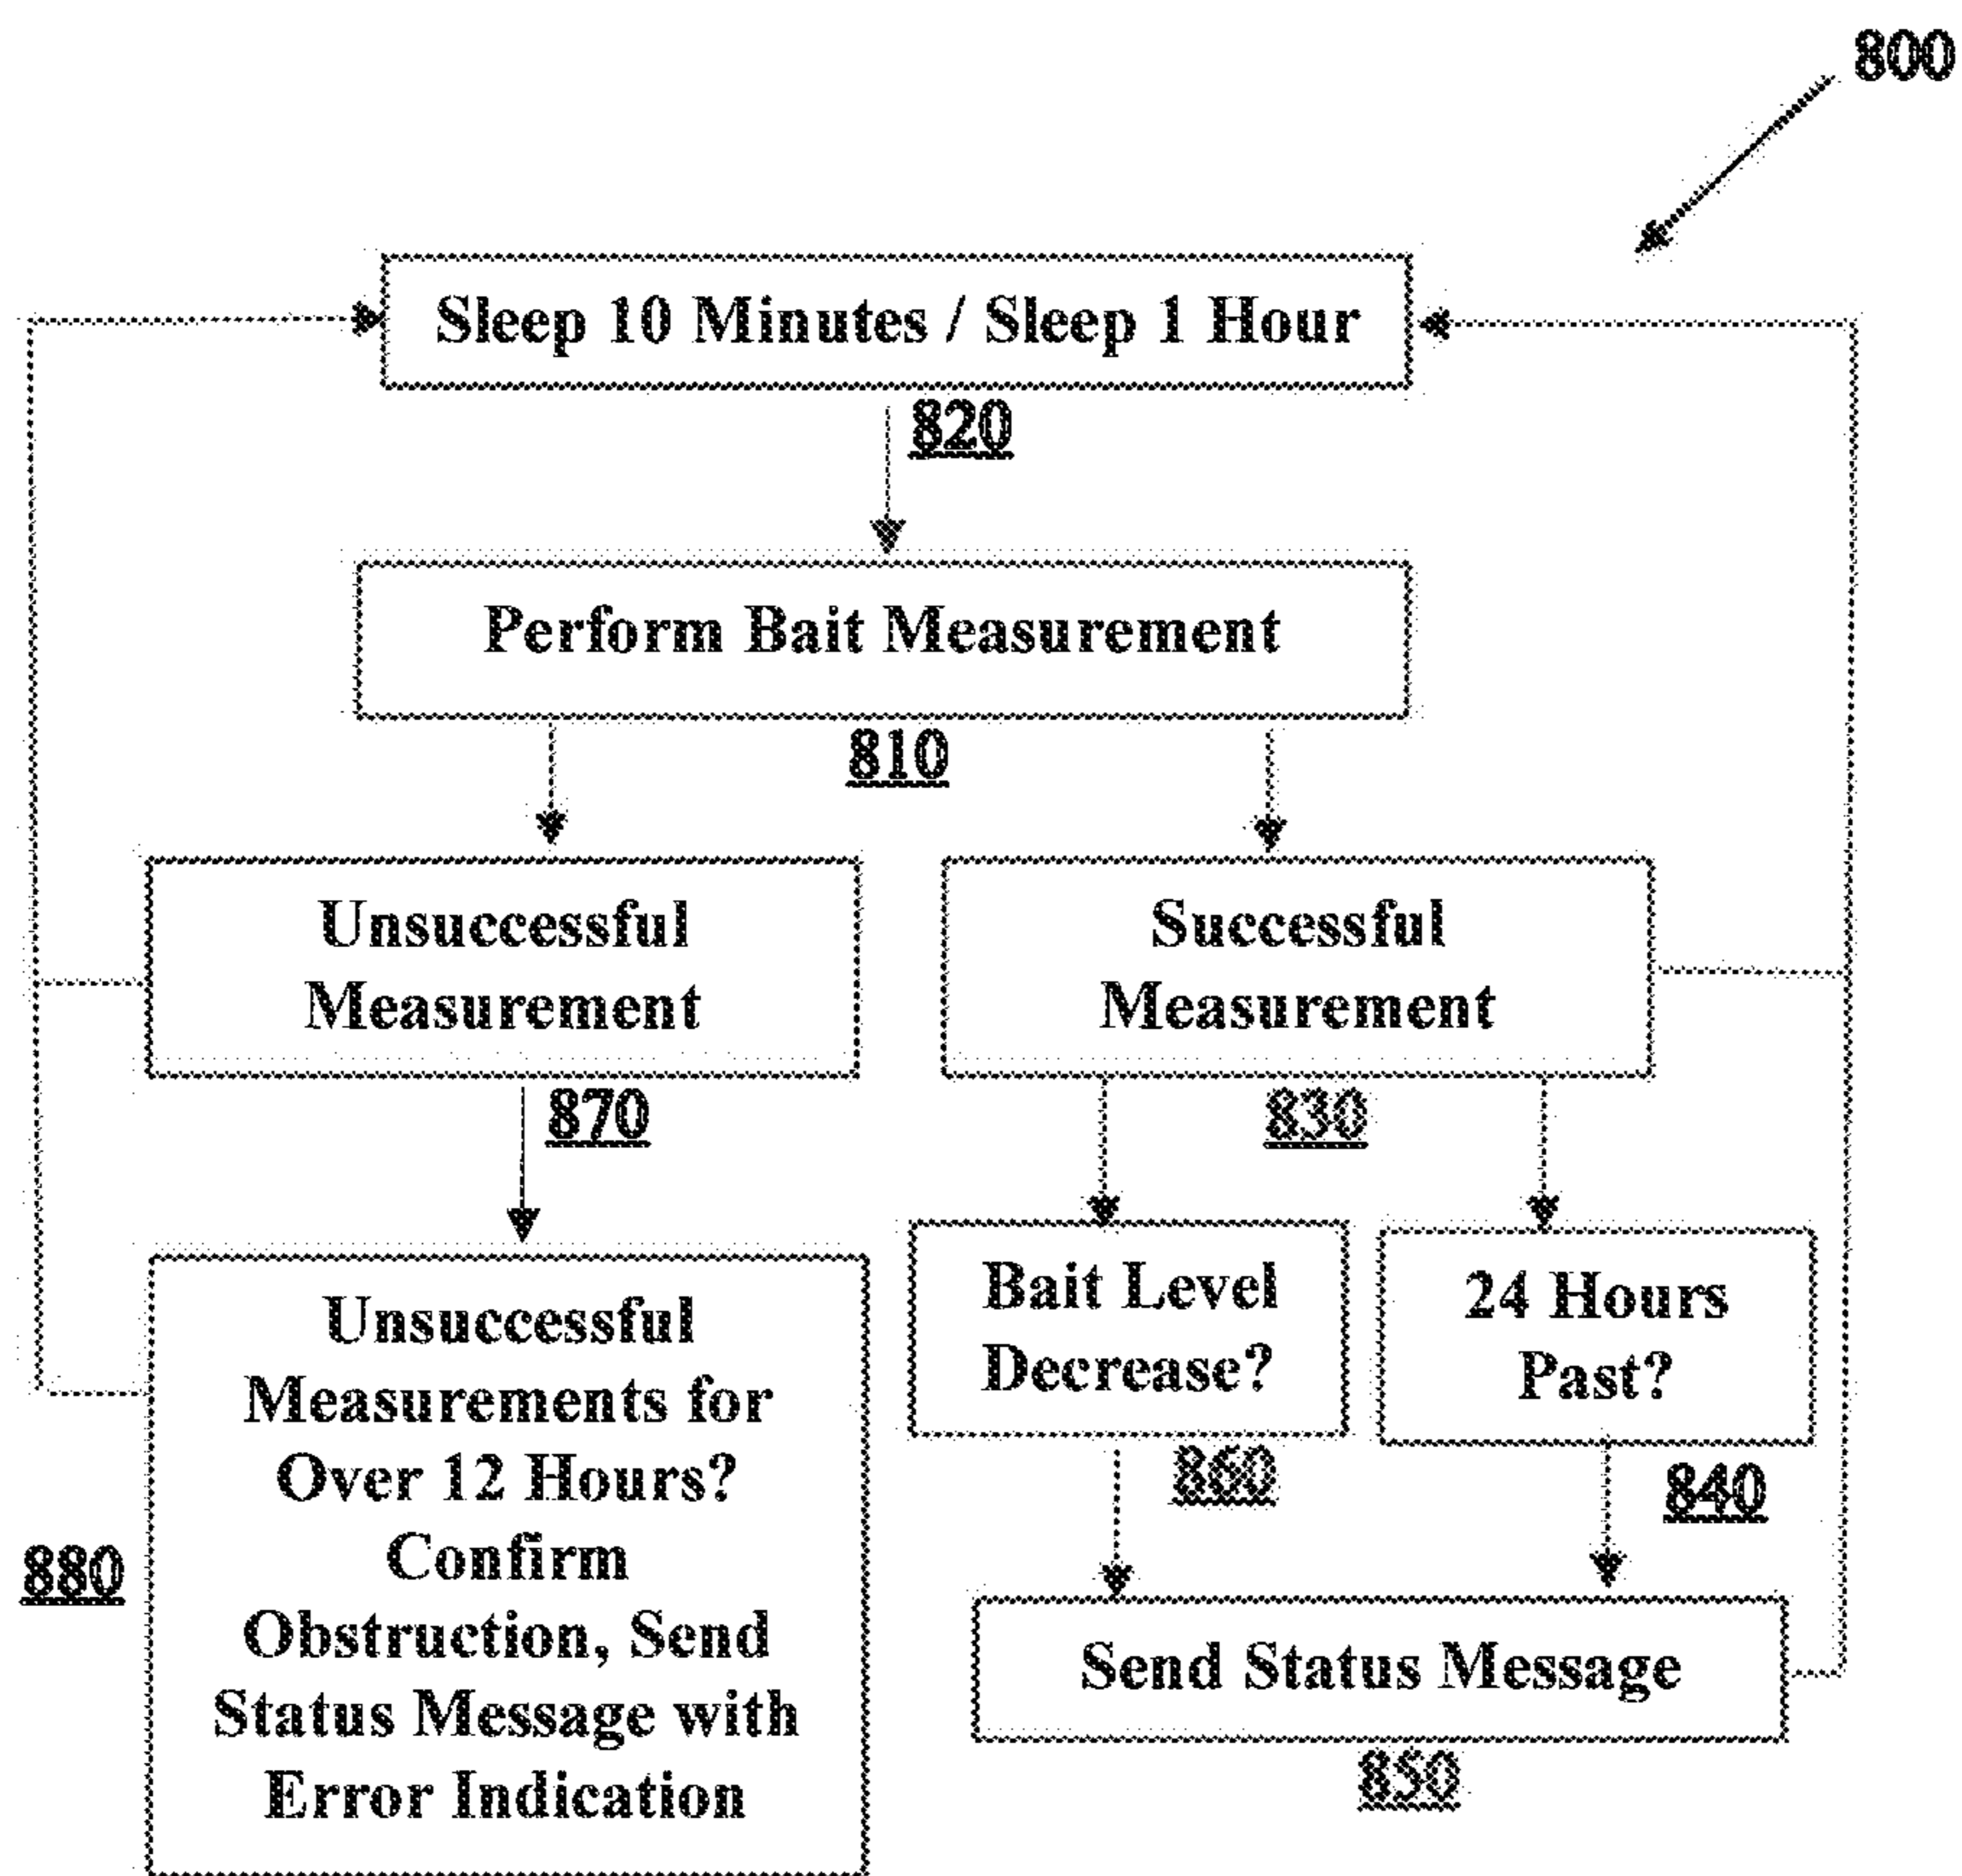 800
Sleep 10 Minutes / Sleep 1 Hour
820
Perform Bait Measurement
810
Unsuccessful
Measurement
870
Successful
Measurement
830
Unsuccessful
Measurements for
Over 12 Hours?
Confirm
Obstruction, Send
Status Message with
Error Indication
880
Bait Level
Decrease?
860
24 Hours
Past?
840
Send Status Message
850